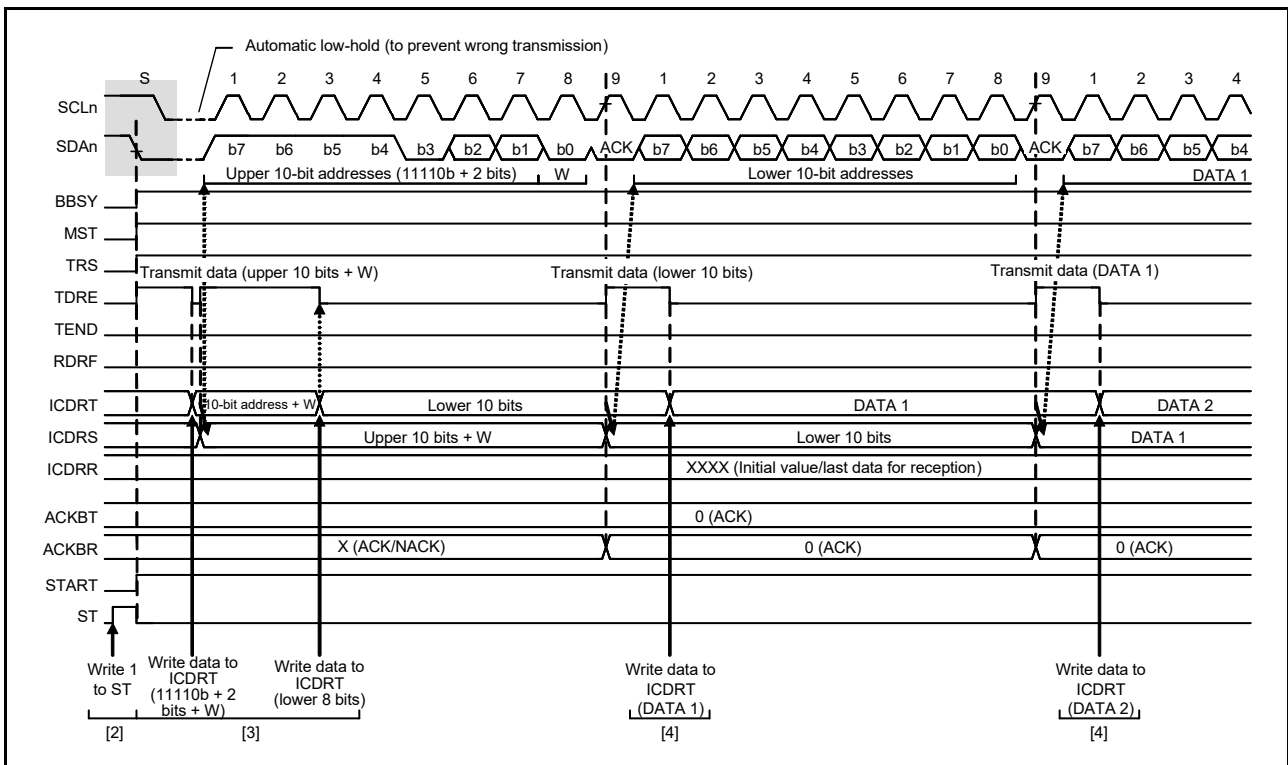 Automatic low-hold (to prevent wrong transmission)
S 1 2 3 4 5 6 7 8 9 1 2 3 4 5 6 7 8 9 1 2 3 4
SCLn
SDAn b7 b6 b5 b4 b3 b2 b1 b0 ACK b7 b6 b5 b4 b3 b2 b1 b0 ACK b7 b6 b5 b4
Upper 10-bit addresses (11110b + 2 bits) W Lower 10-bit addresses DATA 1
BBSY
MST
TRS
Transmit data (upper 10 bits + W) Transmit data (lower 10 bits) Transmit data (DATA 1)
TDRE
TEND
RDRF
ICDRT 10-bit address + W Lower 10 bits DATA 1 DATA 2
ICDRS Upper 10 bits + W Lower 10 bits DATA 1
ICDRR XXXX (Initial value/last data for reception)
ACKBT 0 (ACK)
ACKBR X (ACK/NACK) 0 (ACK) 0 (ACK)
START
ST
Write 1
to ST
Write data to
ICDRT
(11110b + 2
bits + W)
Write data to
ICDRT
(lower 8 bits)
Write data to
ICDRT
(DATA 1)
Write data to
ICDRT
(DATA 2)
[2] [3] [4] [4]